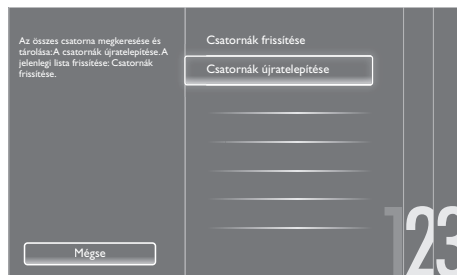 Az összes csatorna megkeresése és
tárolása: A csatornák újratelepítése. A
jelenlegi lista frissítése: Csatornák
frissítése.
Csatornák frissítése
Csatornák újratelepítése
Mégse
123